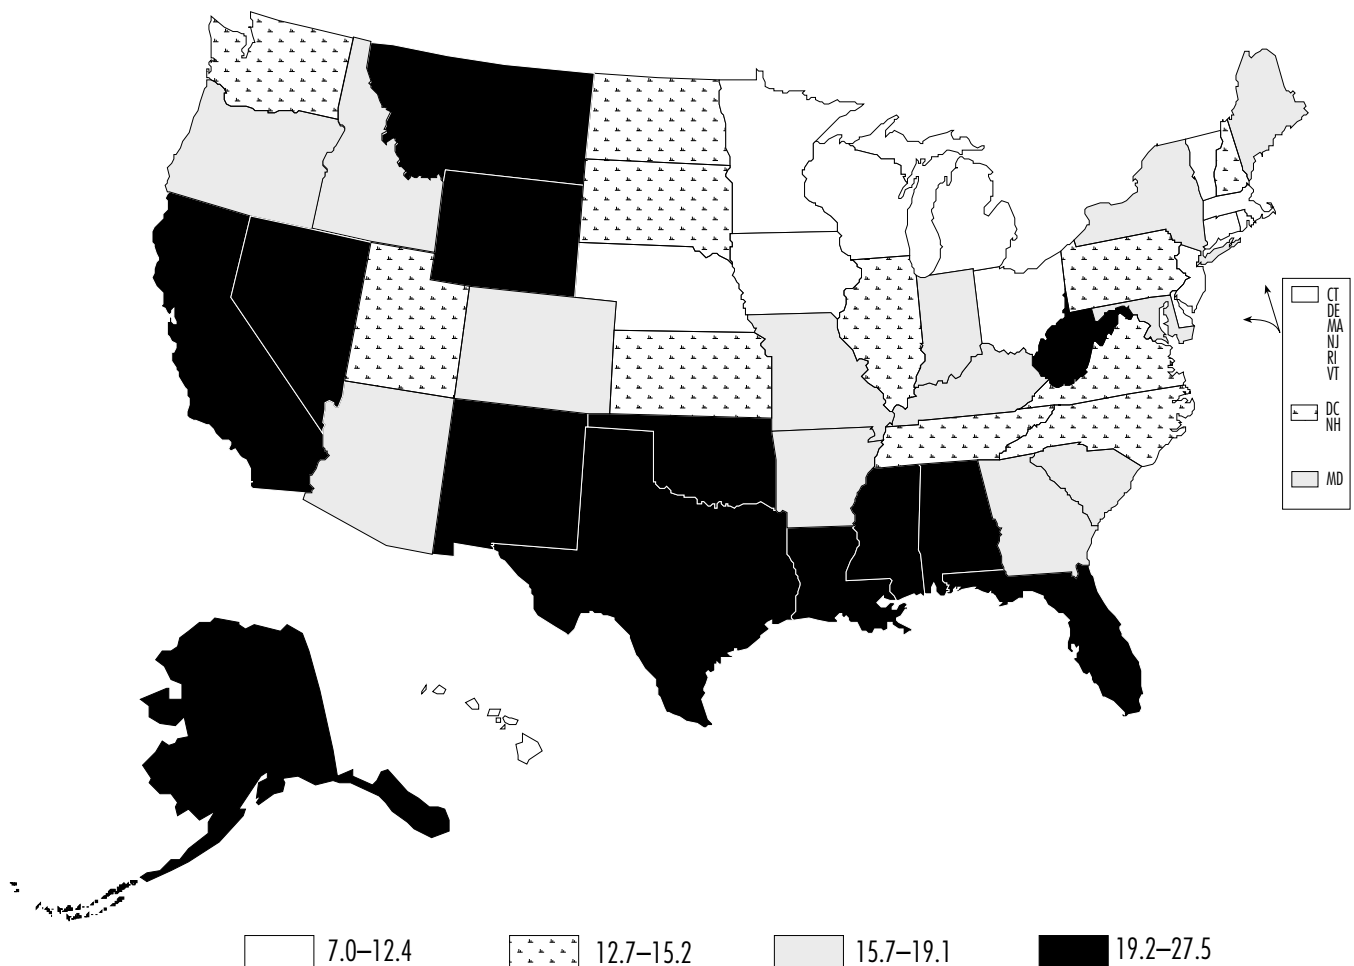 CT
DE
MA
NJ
RI
VT
DC
NH
MD
7.0–12.4
12.7–15.2
15.7–19.1
19.2–27.5